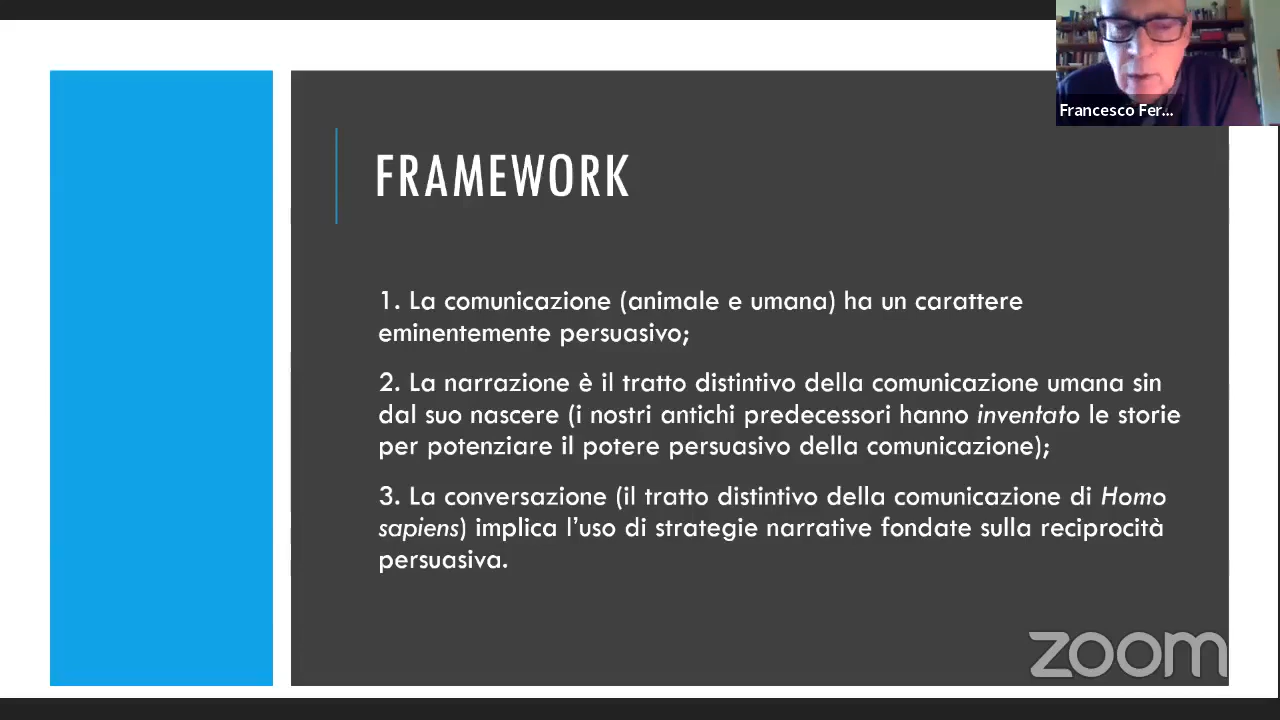 Francesco Fer...
FRAMEWORK
1. La comunicazione (animale e umana) ha un carattere
eminentemente persuasivo;
2. La narrazione è il tratto distintivo della comunicazione umana sin
dal suo nascere (i nostri antichi predecessori hanno inventato le storie
per potenziare il potere persuasivo della comunicazione);
3. La conversazione (il tratto distintivo della comunicazione di Homo
sapiens) implica l’uso di strategie narrative fondate sulla reciprocità
persuasiva.
zoom